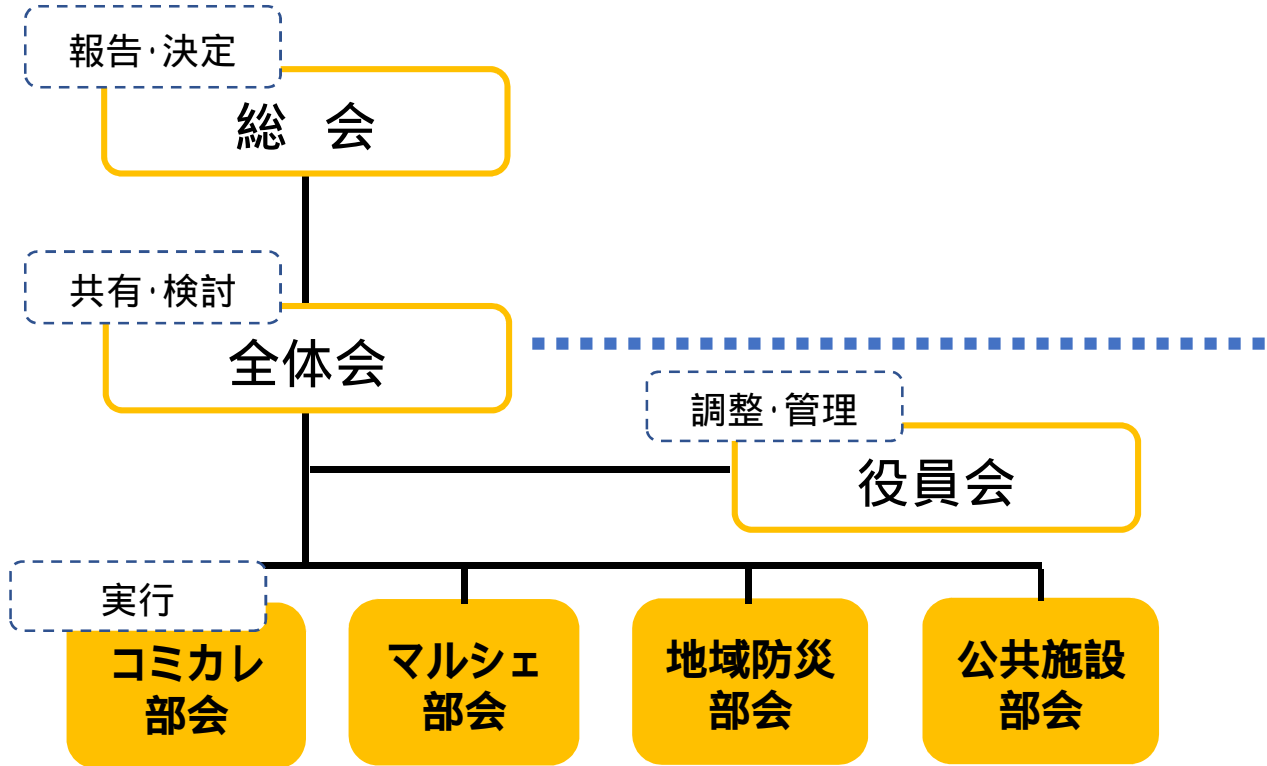 報告・決定
総 会
共有・検討
全体会
調整・管理
役員会
実行
コミカレ
部会
マルシェ
部会
地域防災
部会
公共施設
部会